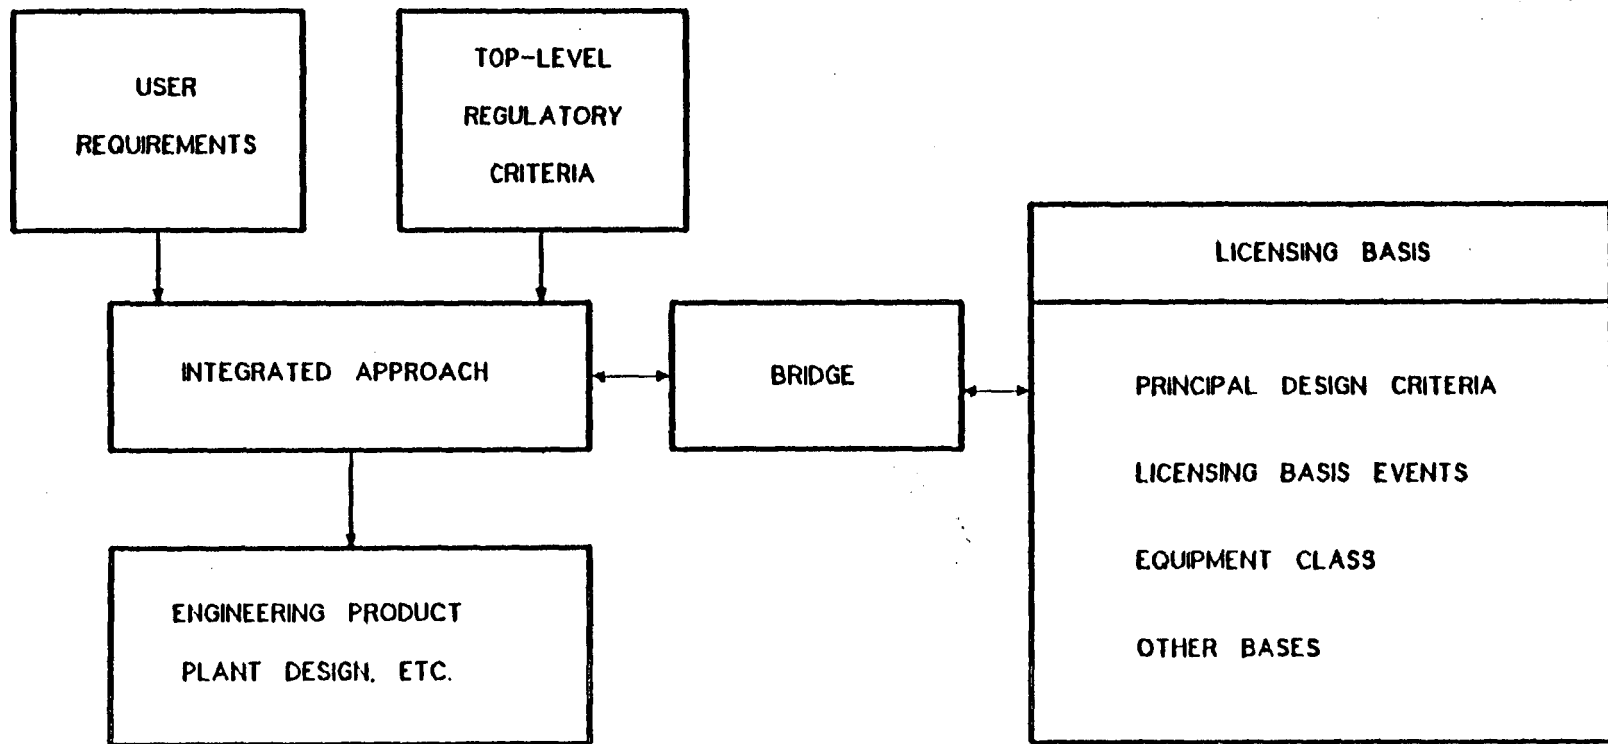 USER
REQUIREMENTS
TOP-LEVEL
REGULATORY
CRITERIA
INTEGRATED APPROACH
BRIDGE
LICENSING BASIS
PRINCIPAL DESIGN CRITERIA
LICENSING BASIS EVENTS
EQUIPMENT CLASS
OTHER BASES
ENGINEERING PRODUCT
PLANT DESIGN, ETC.